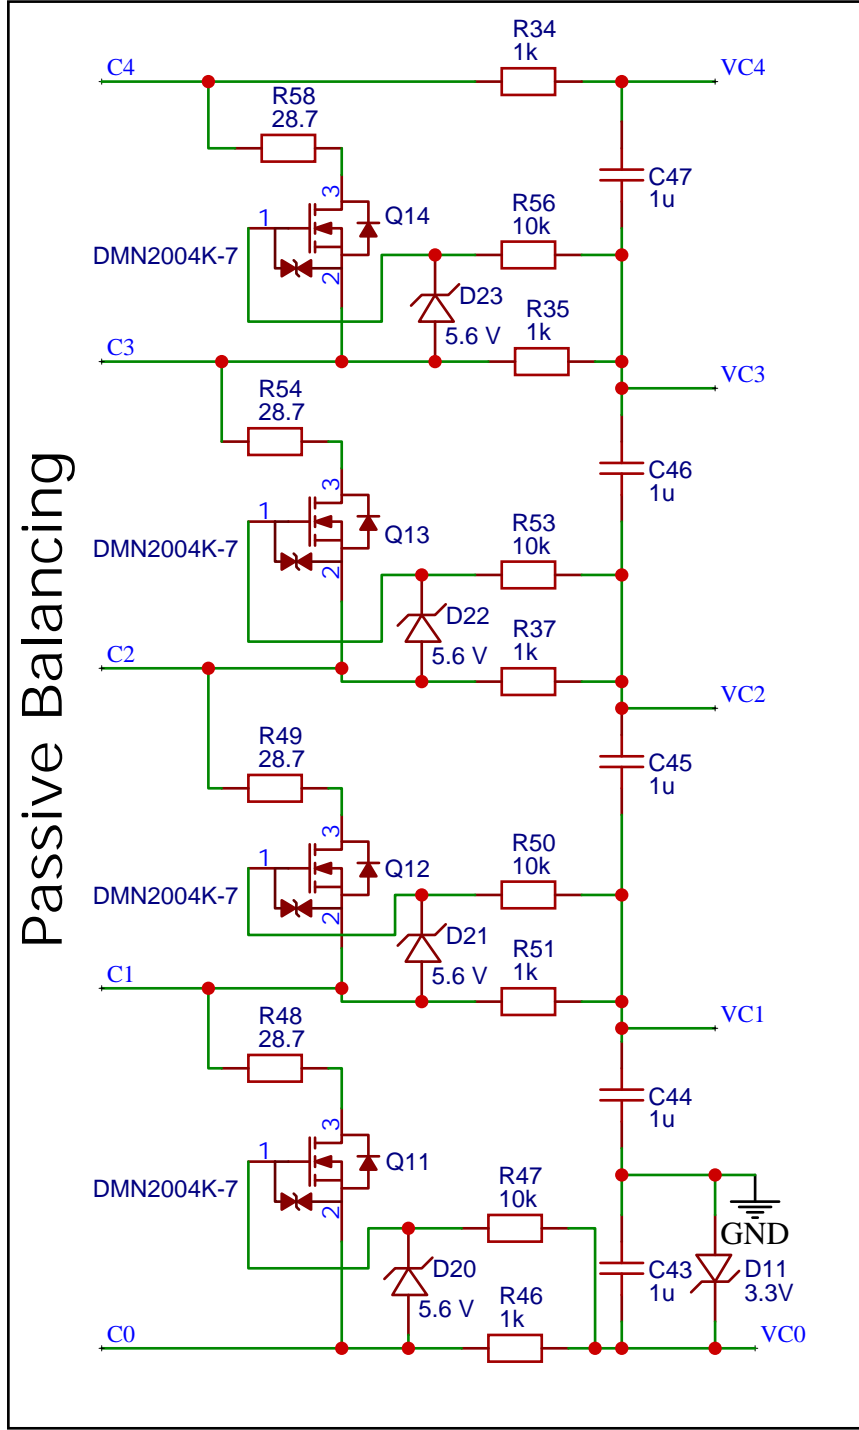 Passive Balancing
C4
R34
1k
VC4
R58
28.7
C47
1u
3
1
Q14
R56
10k
DMN2004K-7
2
D23
5.6 V
R35
1k
C3
VC3
R54
28.7
C46
1u
3
1
Q13
R53
10k
DMN2004K-7
2
D22
5.6 V
R37
1k
C2
VC2
R49
28.7
C45
1u
3
1
Q12
R50
10k
DMN2004K-7
2
D21
5.6 V
R51
1k
C1
VC1
R48
28.7
C44
1u
3
1
Q11
R47
10k
DMN2004K-7
2
GND
D20
5.6 V
R46
1k
C43
1u
D11
3.3V
C0
VC0